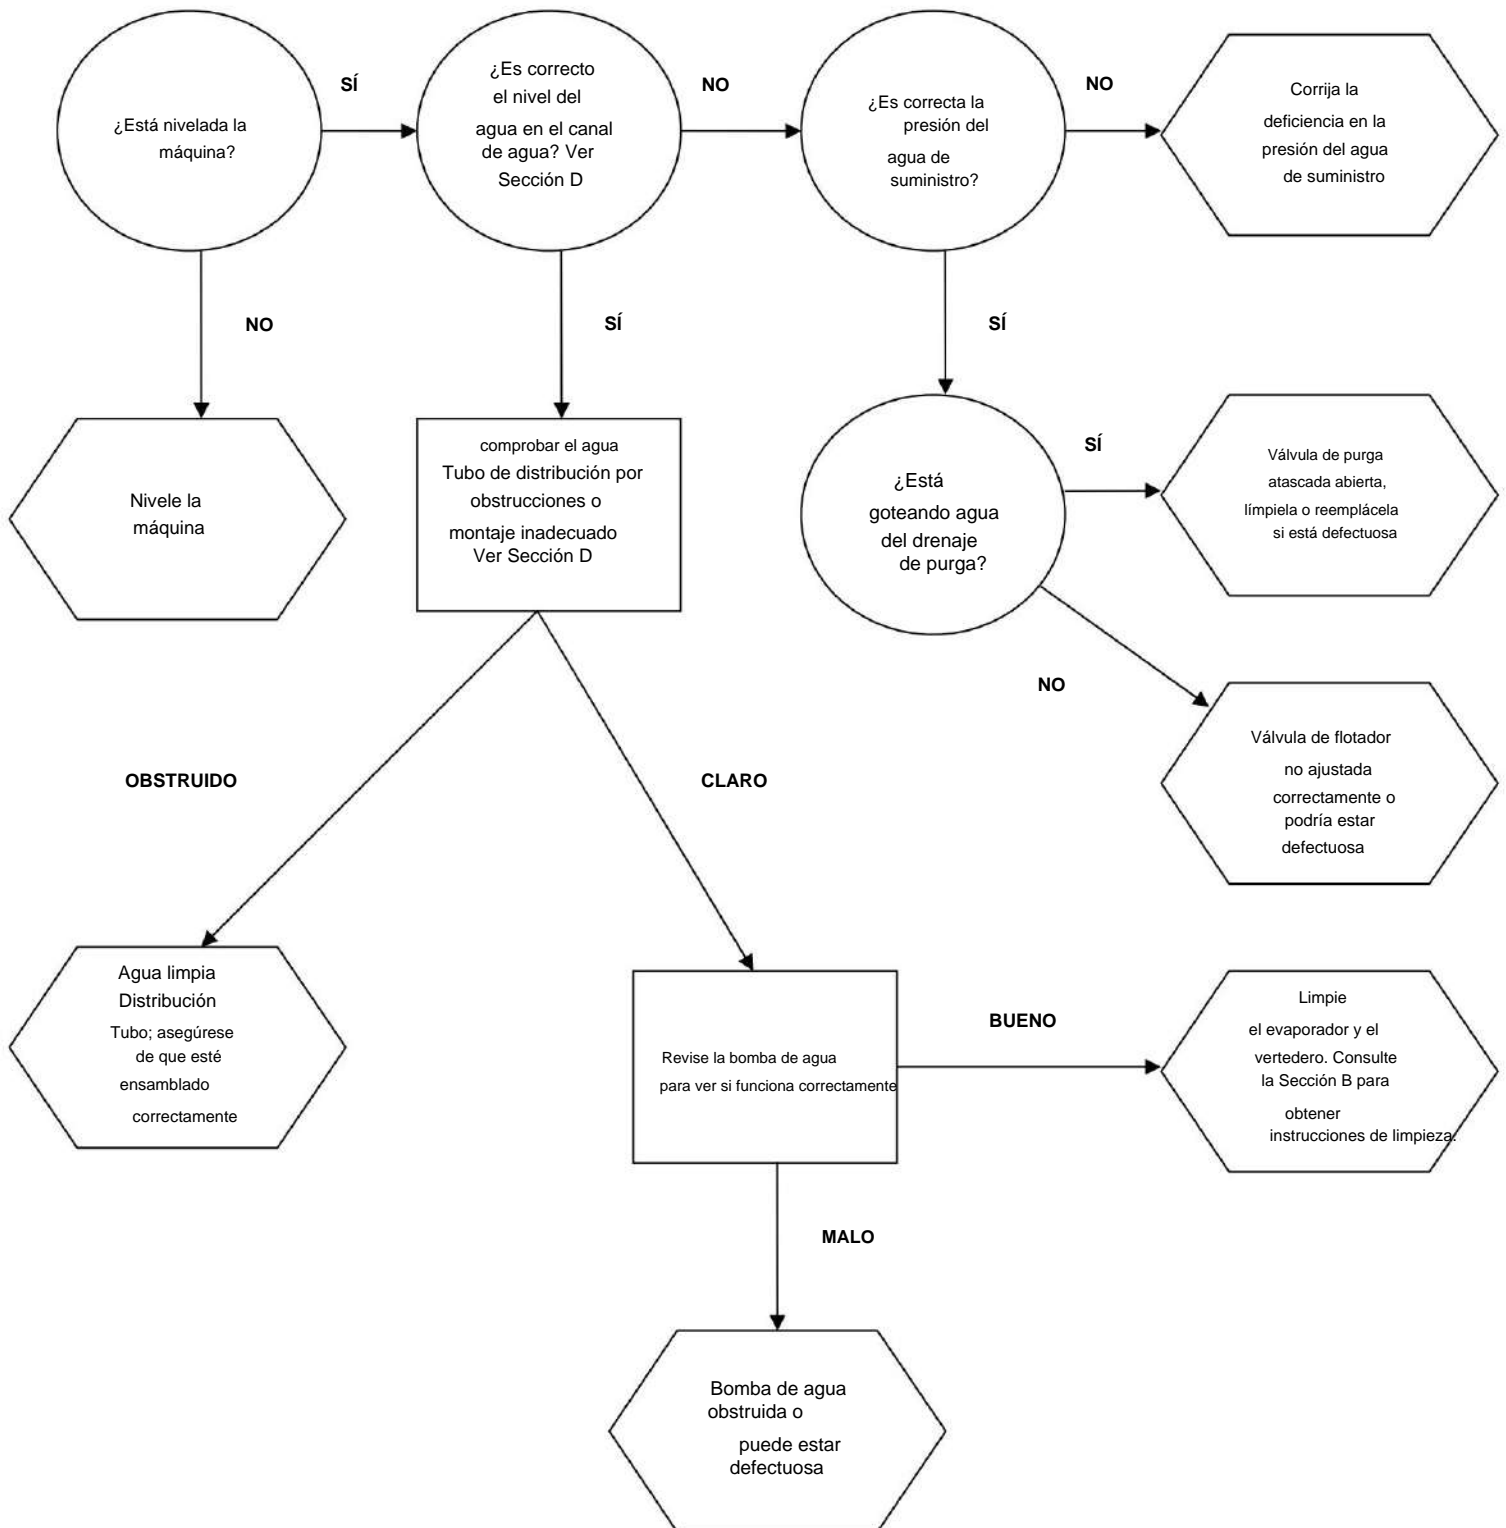 ¿Está nivelada la
máquina?
SÍ
¿Es correcto
el nivel del
agua en el canal
de agua? Ver
Sección D
NO
¿Es correcta la
presión del
agua de
suministro?
NO
Corrija la
deficiencia en la
presión del agua
de suministro
NO
SÍ
SÍ
Nivele la
máquina
comprobar el agua
Tubo de distribución por
obstrucciones o
montaje inadecuado
Ver Sección D
¿Está
goteando agua
del drenaje
de purga?
SÍ
Válvula de purga
atascada abierta,
límpiela o reemplácela
si está defectuosa
NO
Válvula de flotador
no ajustada
correctamente o
podría estar
defectuosa
OBSTRUIDO
CLARO
Agua limpia
Distribución
Tubo; asegúrese
de que esté
ensamblado
correctamente
Revise la bomba de agua
para ver si funciona correctamente
BUENO
Limpie
el evaporador y el
vertedero. Consulte
la Sección B para
obtener
instrucciones de limpieza.
MALO
Bomba de agua
obstruida o
puede estar
defectuosa